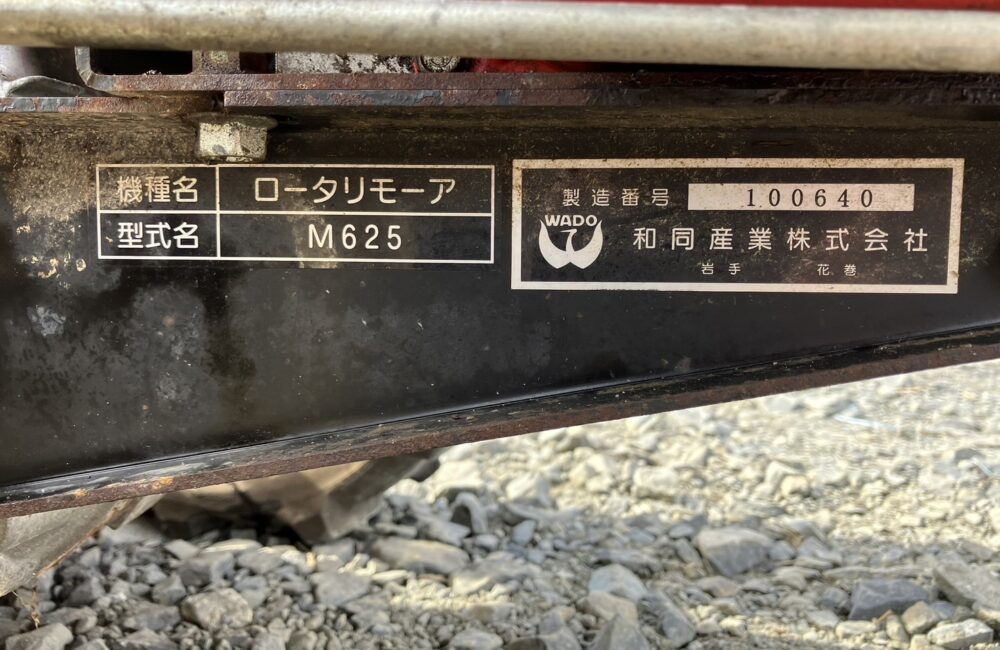 機種名 ロータリモーア
型式名 M625
製造番号 100640
WADO
和同産業株式会社
岩手 花巻